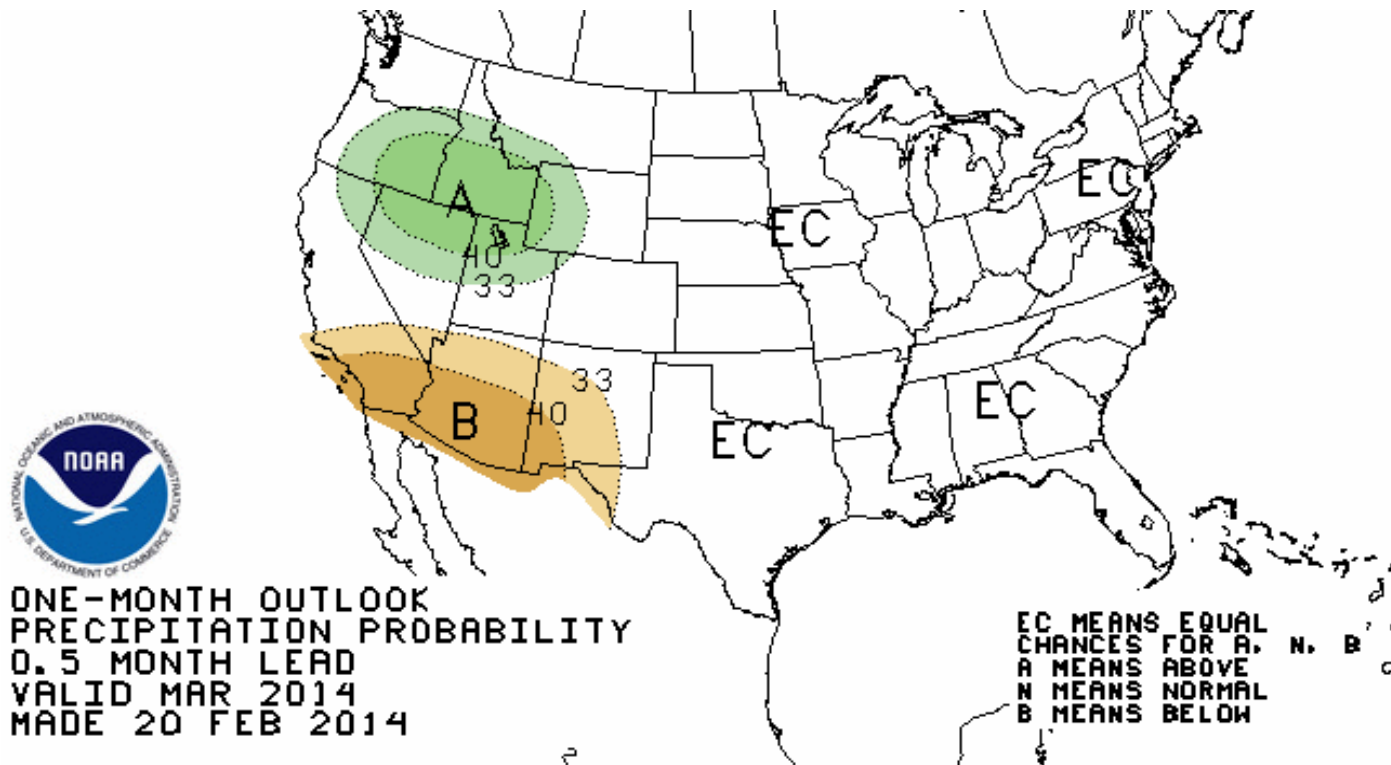 A
40
33
33
40
B
EC
EC
EC
EC
NATIONAL OCEANIC AND ATMOSPHERIC ADMINISTRATION
NOAA
U.S. DEPARTMENT OF COMMERCE
ONE-MONTH OUTLOOK
PRECIPITATION PROBABILITY
0.5 MONTH LEAD
VALID MAR 2014
MADE 20 FEB 2014
EC MEANS EQUAL
CHANCES FOR A, N, B
A MEANS ABOVE
N MEANS NORMAL
B MEANS BELOW